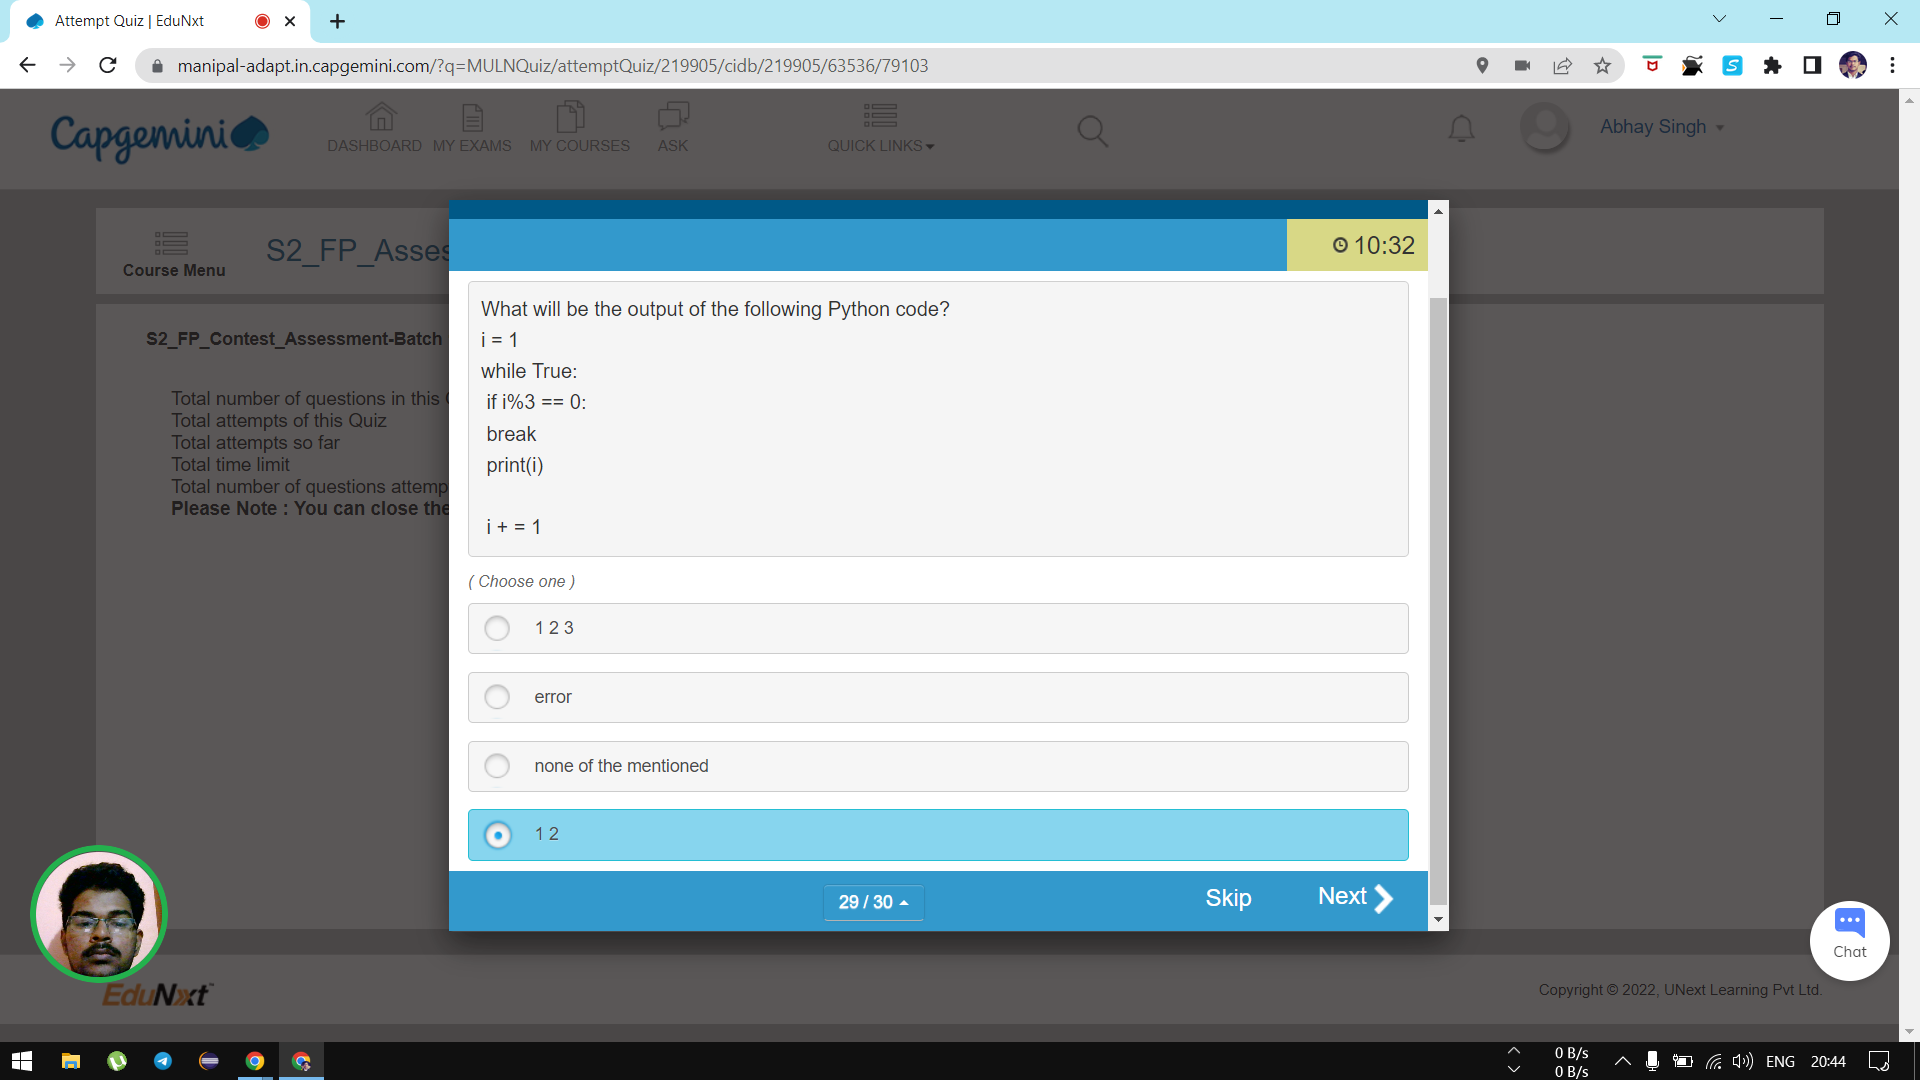 Attempt Quiz | EduNxt
manipal-adapt.in.capgemini.com/?q=MULNQuiz/attemptQuiz/219905/cidb/219905/63536/79103
Capgemini
DASHBOARD MY EXAMS MY COURSES ASK QUICK LINKS
Abhay Singh
Course Menu
S2_FP_Asses
10:32
S2_FP_Contest_Assessment-Batch
Total number of questions in this
Total attempts of this Quiz
Total attempts so far
Total time limit
Total number of questions attemp
Please Note : You can close the
What will be the output of the following Python code?
i = 1
while True:
if i%3 == 0:
break
print(i)
i + = 1
( Choose one )
1 2 3
error
none of the mentioned
1 2
29 / 30
Skip
Next
Chat
EduNxt
Copyright © 2022, UNext Learning Pvt Ltd.
0 B/s
0 B/s
ENG
20:44